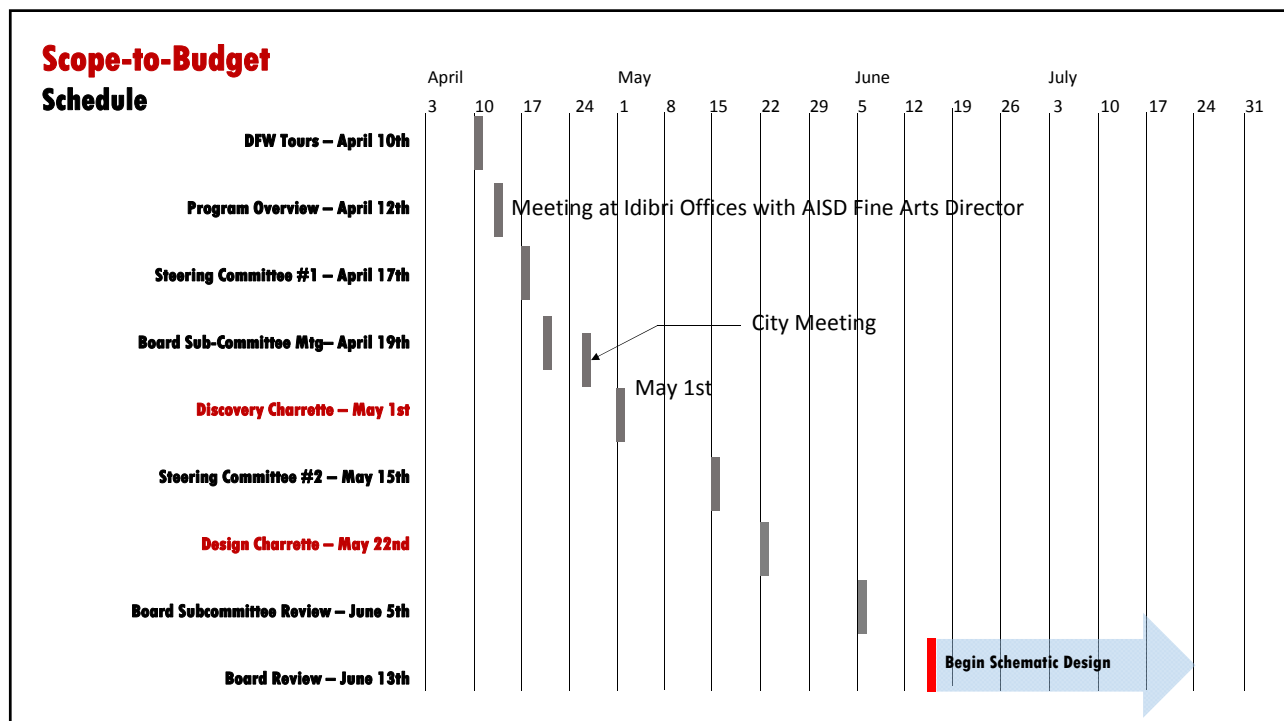 Scope-to-Budget
Schedule
April May June July
3 10 17 24 1 8 15 22 29 5 12 19 26 3 10 17 24 31
DFW Tours – April 10th
Program Overview – April 12th
Meeting at Idibri Offices with AISD Fine Arts Director
Steering Committee #1 – April 17th
City Meeting
Board Sub-Committee Mtg– April 19th
May 1st
Discovery Charrette – May 1st
Steering Committee #2 – May 15th
Design Charrette – May 22nd
Board Subcommittee Review – June 5th
Begin Schematic Design
Board Review – June 13th